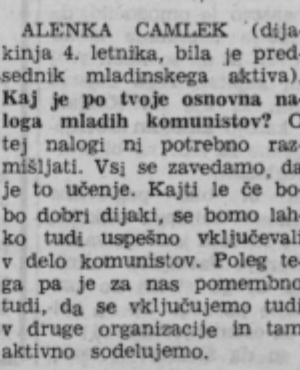 ALENKA CAMLEK (dija
kinja 4. letnika, bila je pred
sednik mladinskega aktiva).
Kaj je po tvoje osnovna na
loga mladih komunistov? O
tej nalogi ni potrebno raz
mišljati. Vsi se zavedamo, da
je to učenje. Kajti le če bo-
bo dobri dijaki, se bomo lah
ko tudi uspešno vključevali
v delo komunistov. Poleg te-
ga pa je za nas pomembno
tudi, da se vključujemo tudi
v druge organizacije in tam
aktivno sodelujemo.